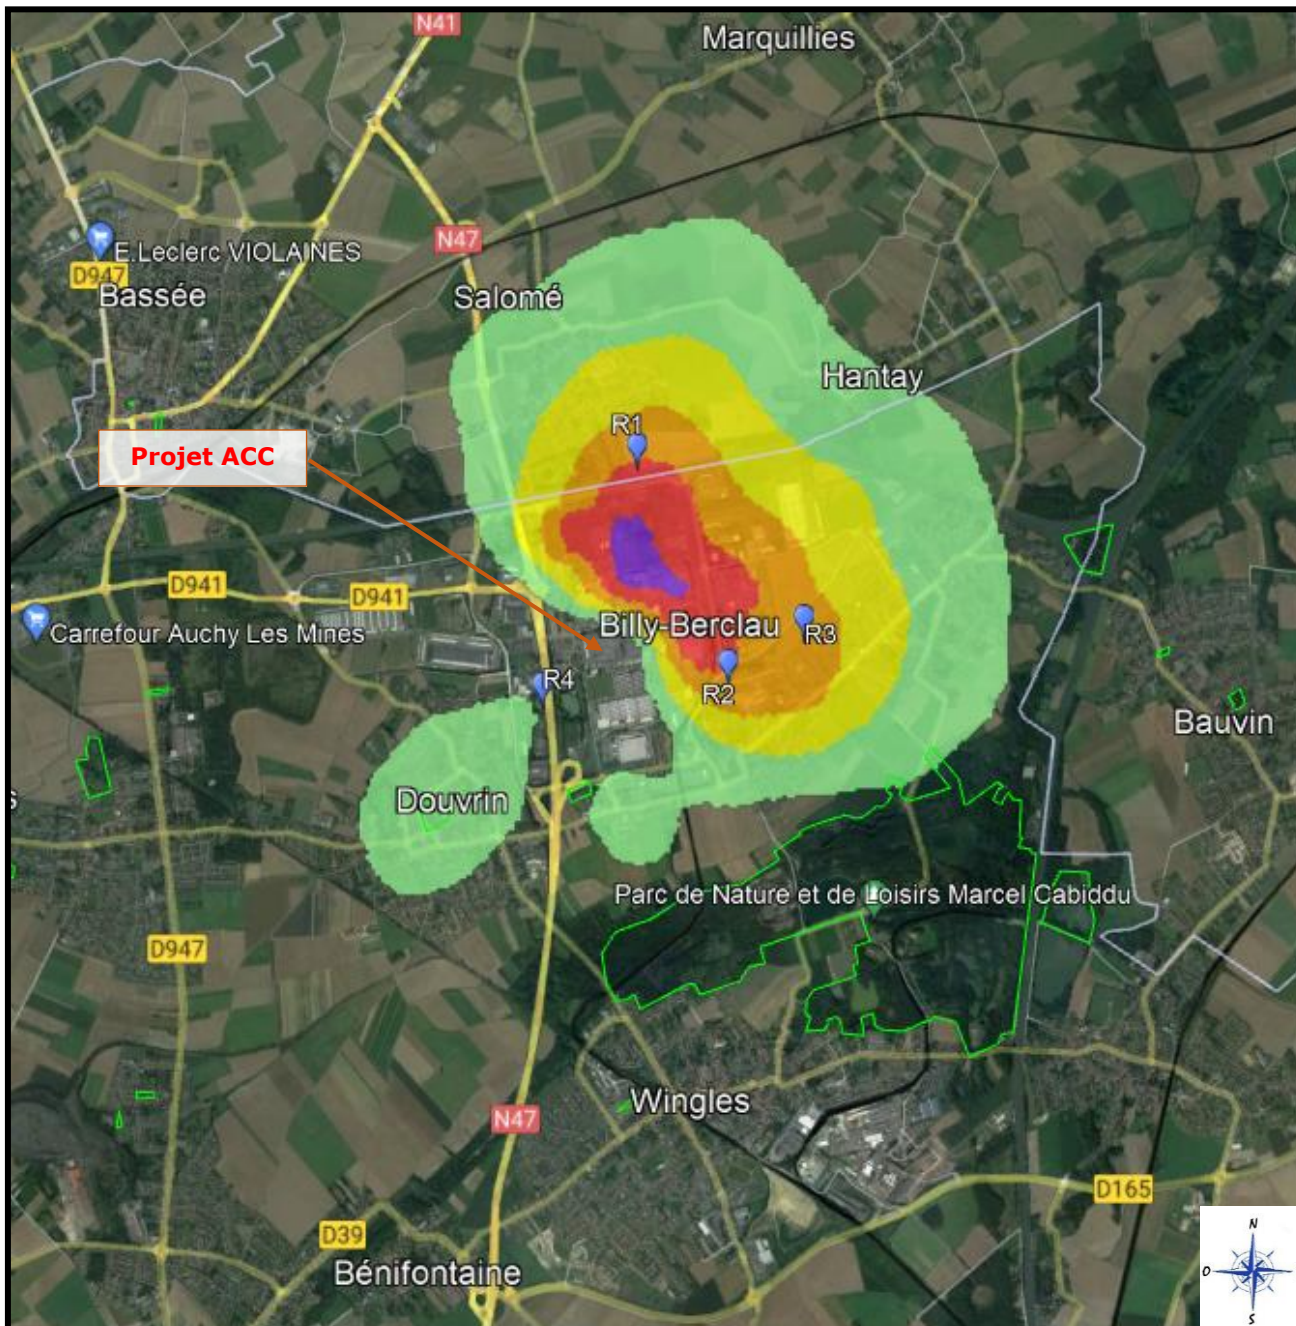 N41
Marquillies
N47
E.Leclerc VIOLAINES
D947
Bassée
Salomé
Hantay
R1
Projet ACC
D941
D941
Billy-Berclau
Carrefour Auchy Les Mines
R3
R4
R2
Bauvin
s
Douvrin
Parc de Nature et de Loisirs Marcel Cabiddu
D947
Wingles
N47
D165
D39
Bénifontaine
N
O
S